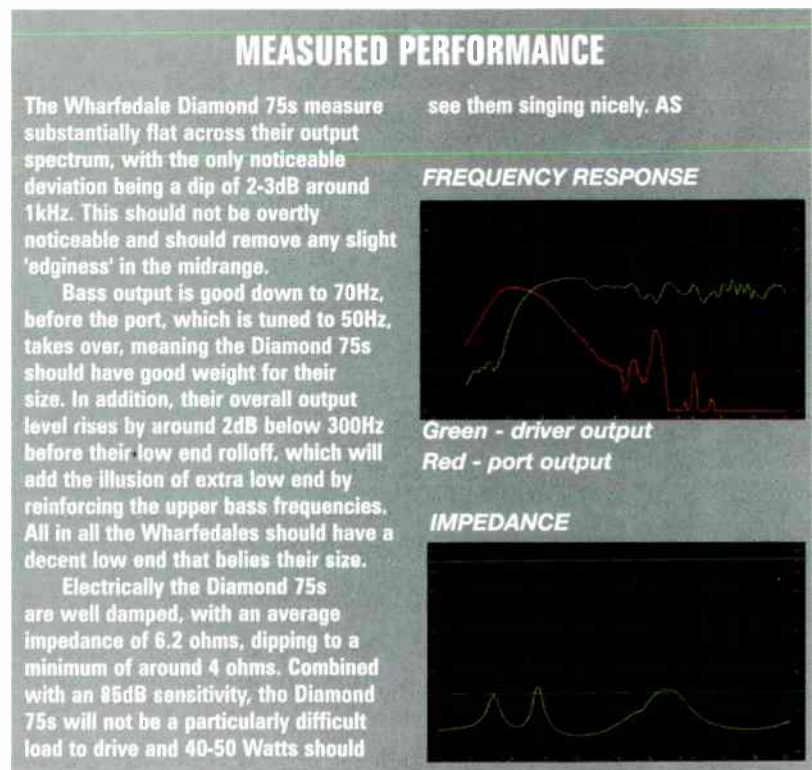 MEASURED PERFORMANCE
The Wharfedale Diamond 75s measure
substantially flat across their output
spectrum, with the only noticeable
deviation being a dip of 2-3dB around
1kHz. This should not be overtly
noticeable and should remove any slight
'edginess' in the midrange.
Bass output is good down to 70Hz,
before the port, which is tuned to 50Hz,
takes over, meaning the Diamond 75s
should have good weight for their
size. In addition, their overall output
level rises by around 2dB below 300Hz
before their low end rolloff, which will
add the illusion of extra low end by
reinforcing the upper bass frequencies.
All in all the Wharfedales should have a
decent low end that belies their size.
Electrically the Diamond 75s
are well damped, with an average
impedance of 6.2 ohms, dipping to a
minimum of around 4 ohms. Combined
with an 85dB sensitivity, the Diamond
75s will not be a particularly difficult
load to drive and 40-50 Watts should
see them singing nicely. AS
FREQUENCY RESPONSE
Green - driver output
Red - port output
IMPEDANCE